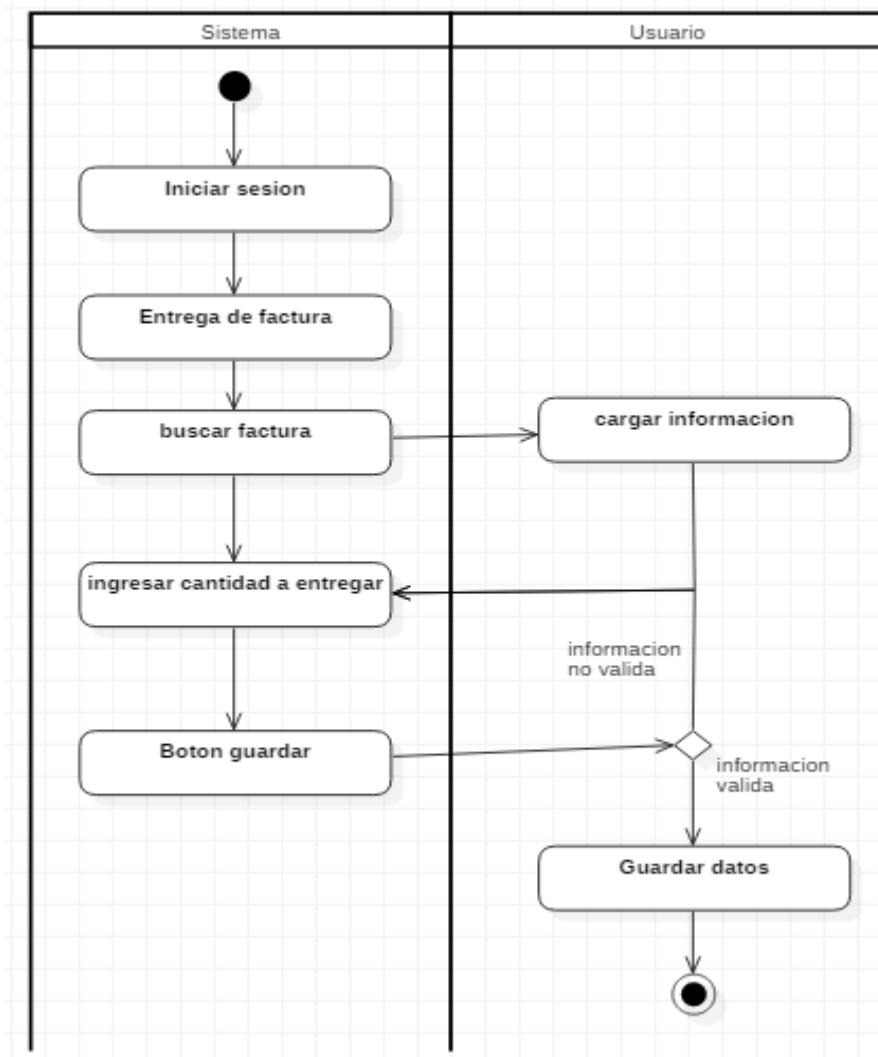 Sistema
Usuario
Iniciar sesion
Entrega de factura
buscar factura
cargar informacion
ingresar cantidad a entregar
informacion
no valida
Boton guardar
informacion
valida
Guardar datos